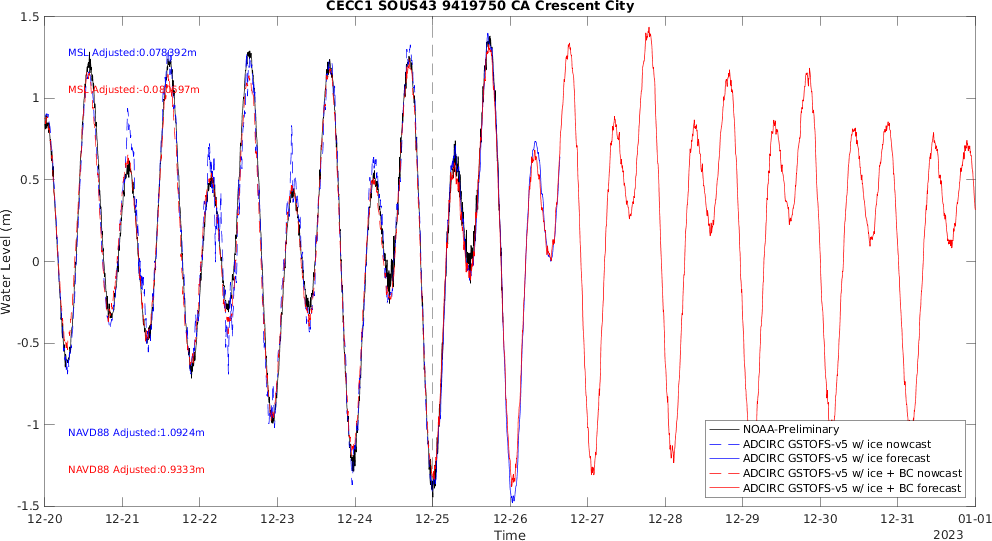 CECC1 SOUS43 9419750 CA Crescent City
1.5
1
0.5
0
-0.5
-1
-1.5
Water Level (m)
MSL Adjusted:0.078392m
MSL Adjusted:-0.080597m
NAVD88 Adjusted:1.0924m
NAVD88 Adjusted:0.9333m
NOAA-Preliminary
ADCIRC GSTOFS-v5 w/ ice nowcast
ADCIRC GSTOFS-v5 w/ ice forecast
ADCIRC GSTOFS-v5 w/ ice + BC nowcast
ADCIRC GSTOFS-v5 w/ ice + BC forecast
12-20 12-21 12-22 12-23 12-24 12-25 12-26 12-27 12-28 12-29 12-30 12-31 01-01
Time
2023